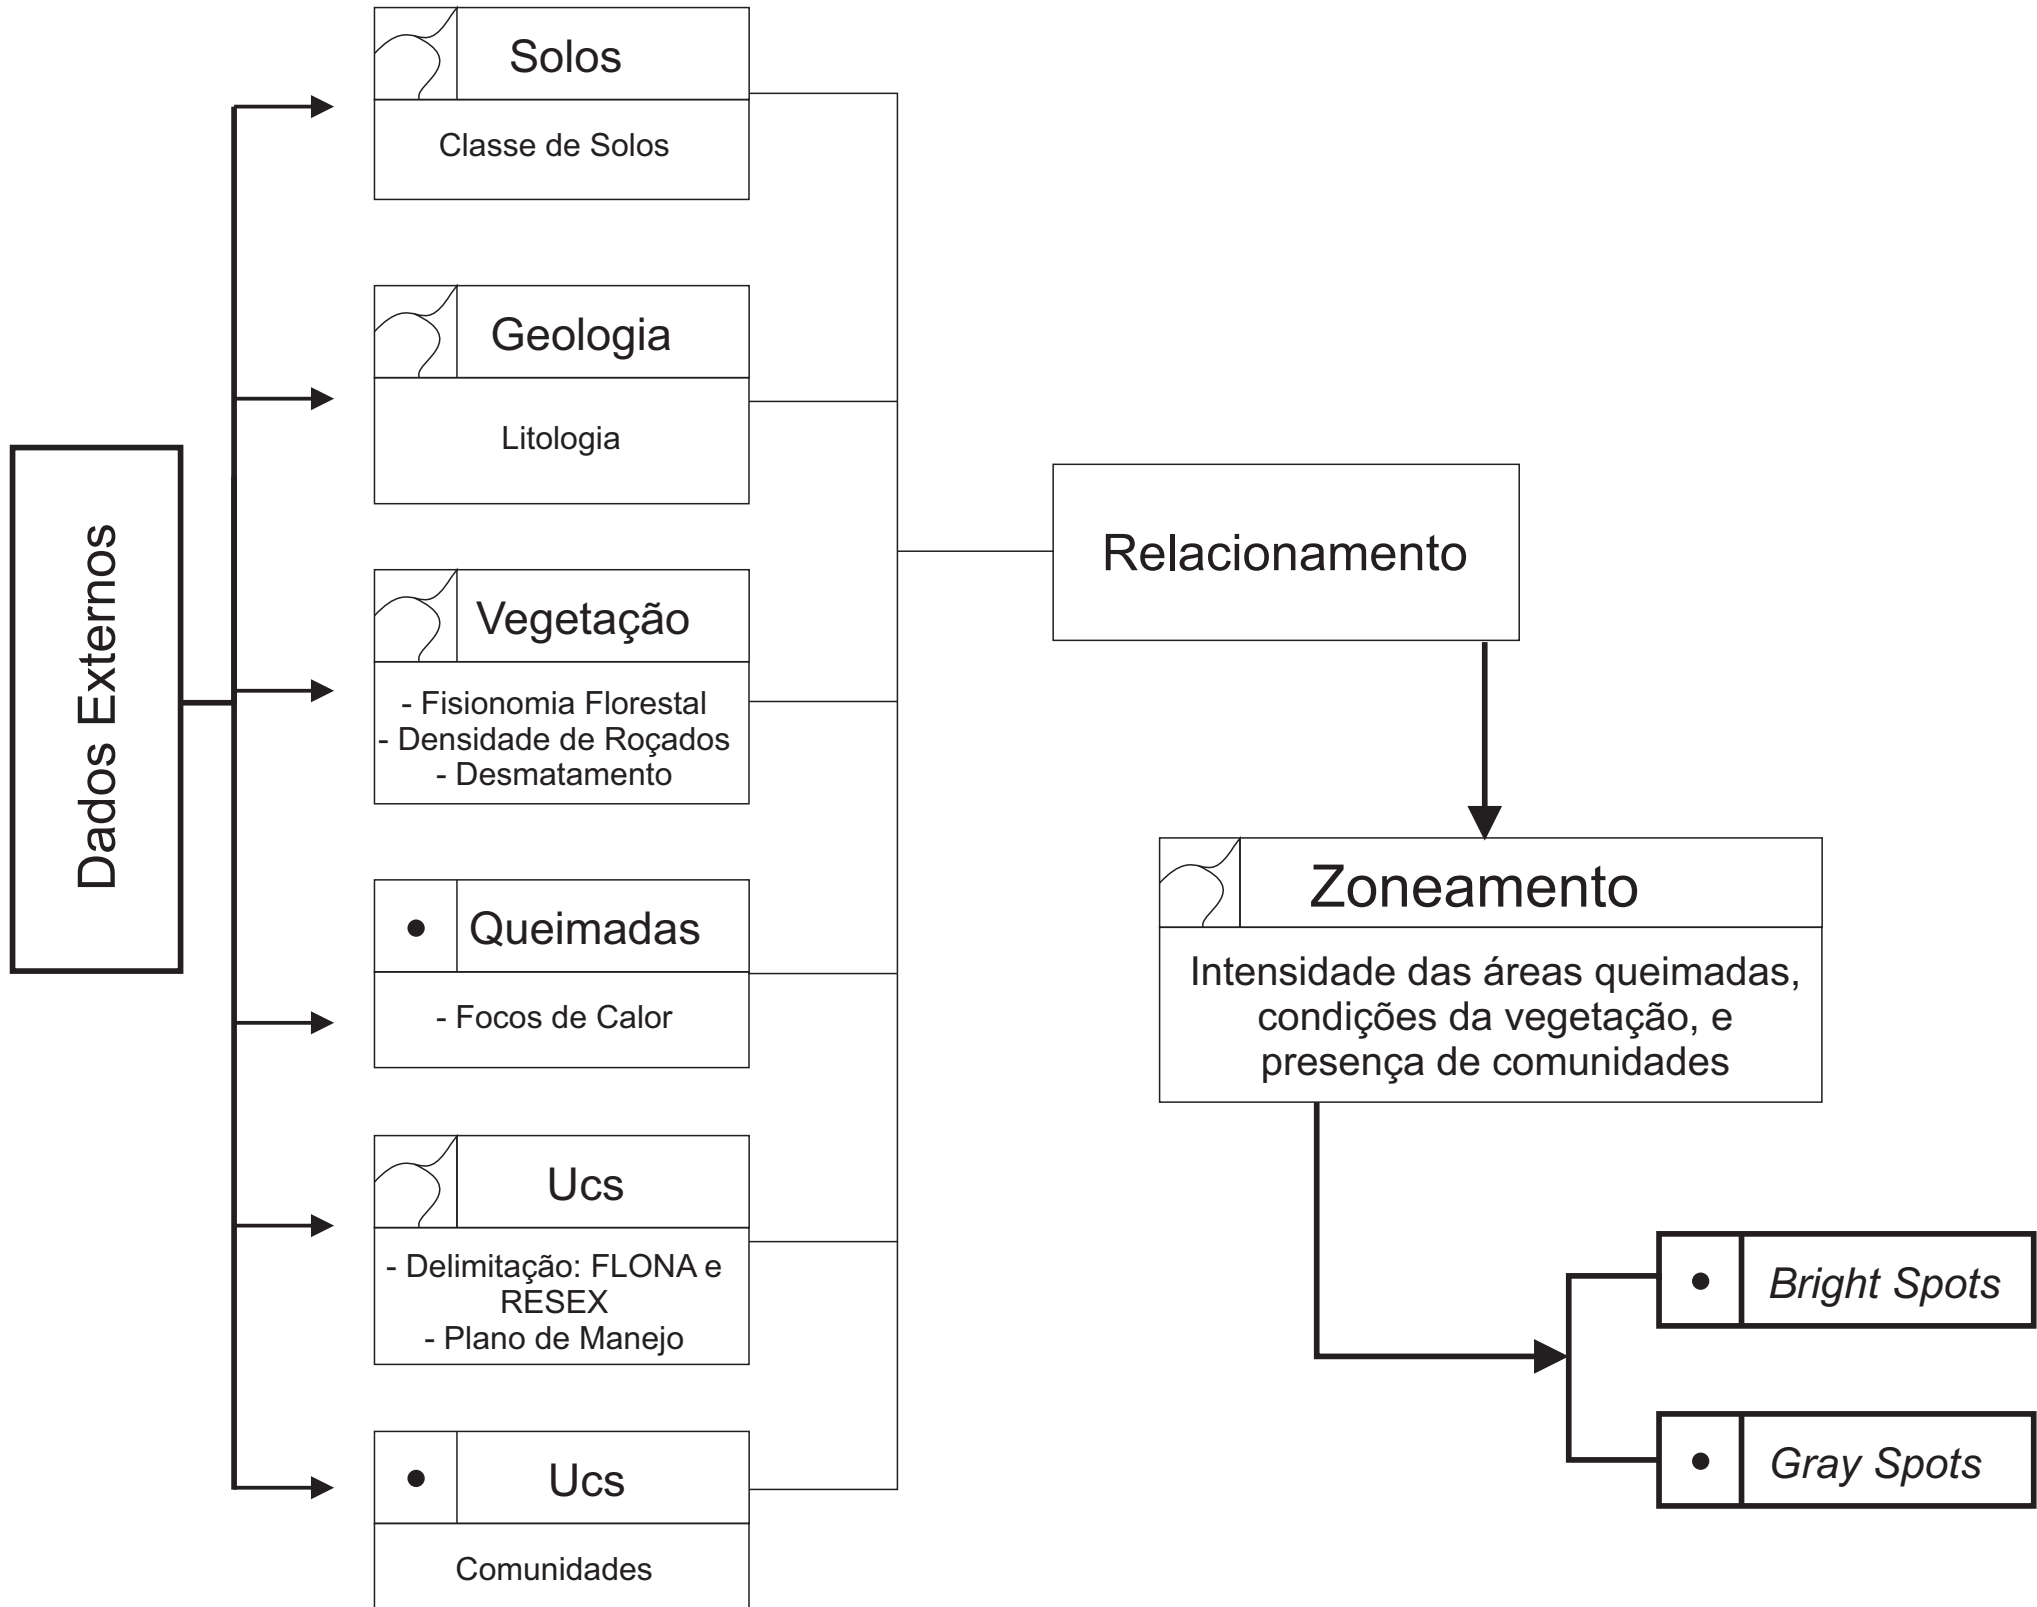 Dados Externos
Solos
Classe de Solos
Geologia
Litologia
Vegetação
- Fisionomia Florestal
- Densidade de Roçados
- Desmatamento
Queimadas
- Focos de Calor
Ucs
- Delimitação: FLONA e
RESEX
- Plano de Manejo
Ucs
Comunidades
Relacionamento
Zoneamento
Intensidade das áreas queimadas,
condições da vegetação, e
presença de comunidades
Bright Spots
Gray Spots